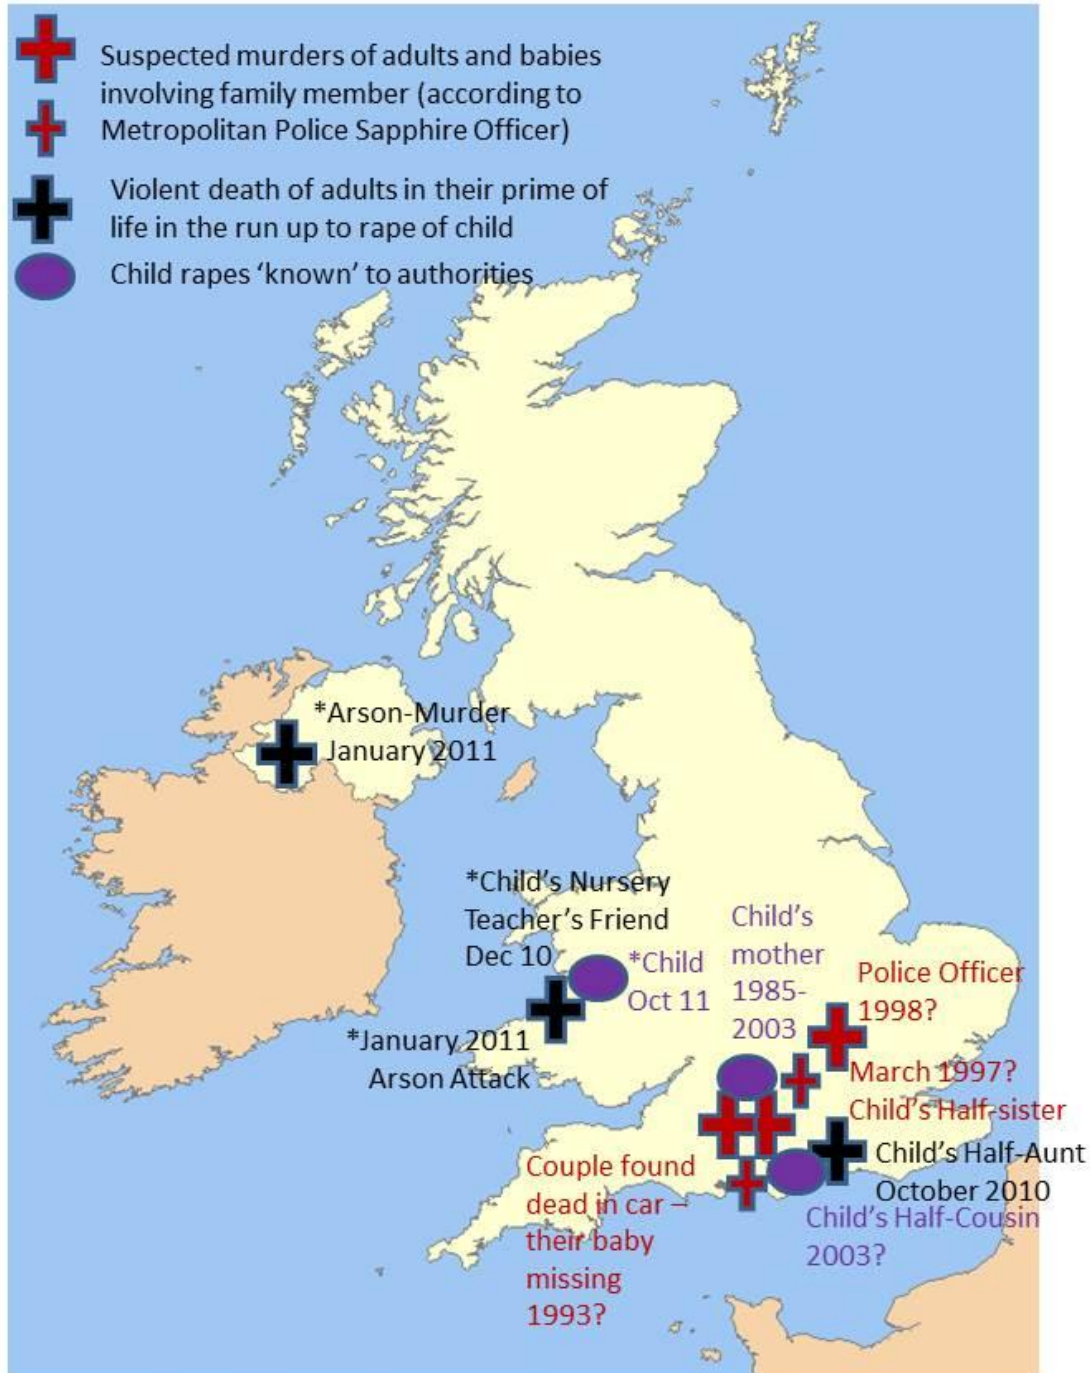 Suspected murders of adults and babies
involving family member (according to
Metropolitan Police Sapphire Officer)
Violent death of adults in their prime of
life in the run up to rape of child
Child rapes ‘known’ to authorities
*Arson-Murder
January 2011
*Child’s Nursery
Teacher’s Friend
Dec 10
*Child
Oct 11
*January 2011
Arson Attack
Child’s
mother
1985-
2003
Police Officer
1998?
March 1997?
Child’s Half-sister
Child’s Half-Aunt
October 2010
Child’s Half-Cousin
2003?
Couple found
dead in car –
their baby
missing
1993?